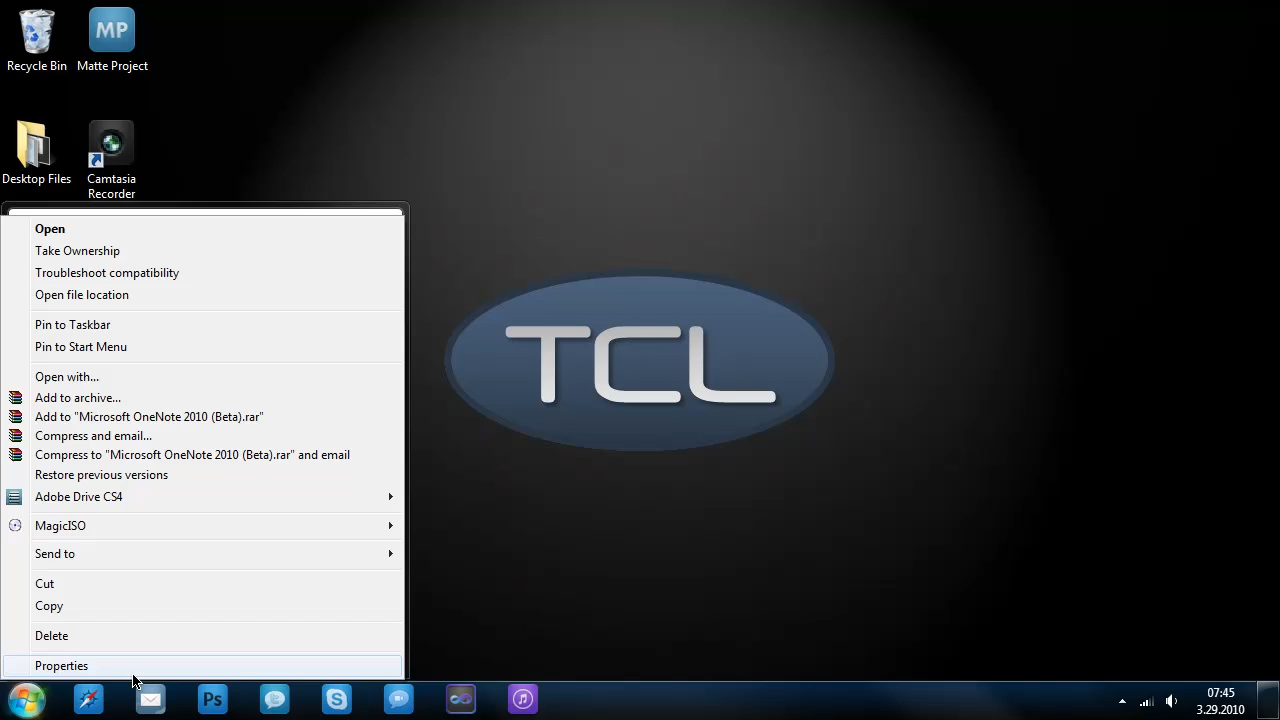 Recycle Bin
MP
Matte Project
Desktop Files
Camtasia
Recorder
Open
Take Ownership
Troubleshoot compatibility
Open file location
Pin to Taskbar
Pin to Start Menu
Open with...
Add to archive...
Add to "Microsoft OneNote 2010 (Beta).rar"
Compress and email...
Compress to "Microsoft OneNote 2010 (Beta).rar" and email
Restore previous versions
Adobe Drive CS4
MagicISO
Send to
Cut
Copy
Delete
Properties
TCL
Ps
S
07:45
3.29.2010